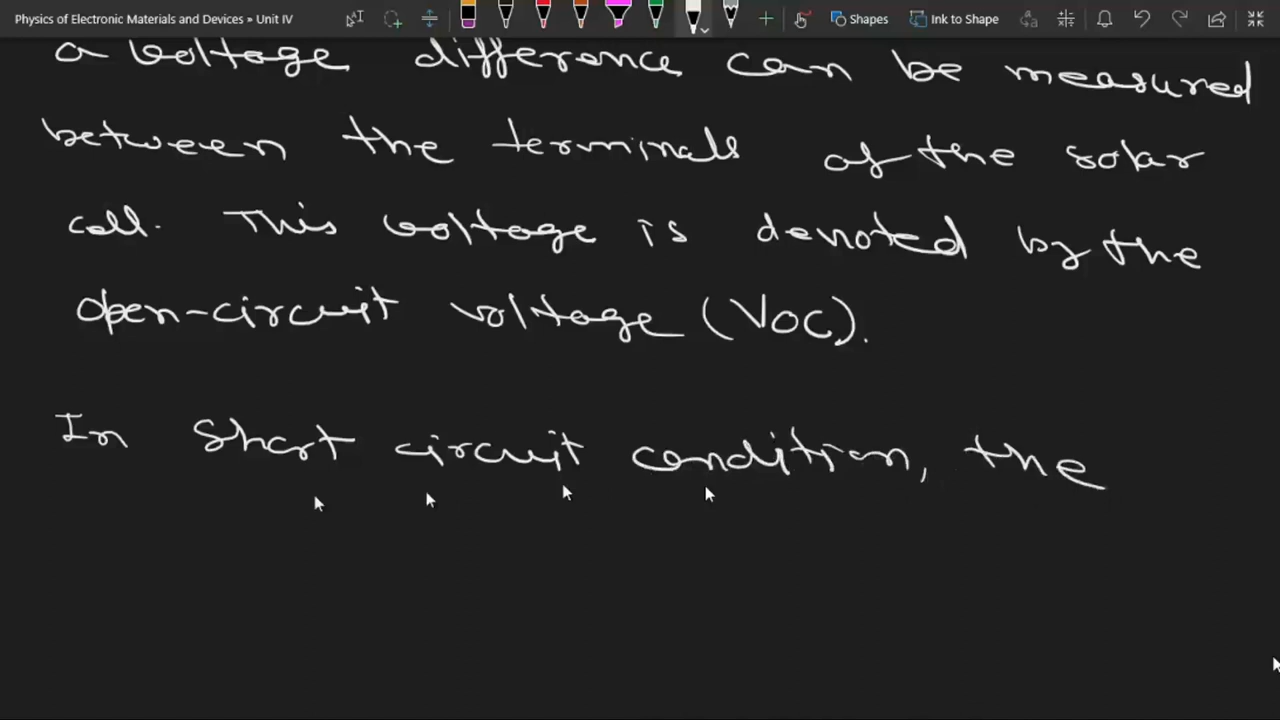 Physics of Electronic Materials and Devices » Unit IV
Shapes
Ink to Shape
a voltage difference can be measured
between the terminals of the solar
cell. This voltage is denoted by the
open-circuit voltage (VOC).
In short circuit condition, the